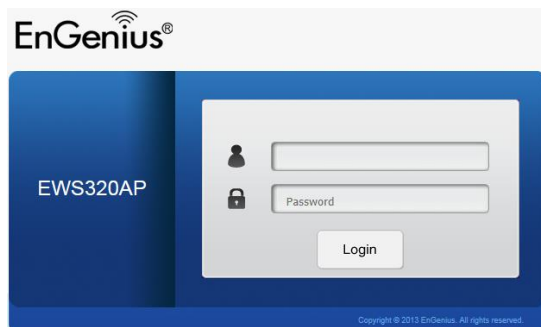 EnGenius®
EWS320AP
Password
Login
Copyright © 2013 EnGenius. All rights reserved.